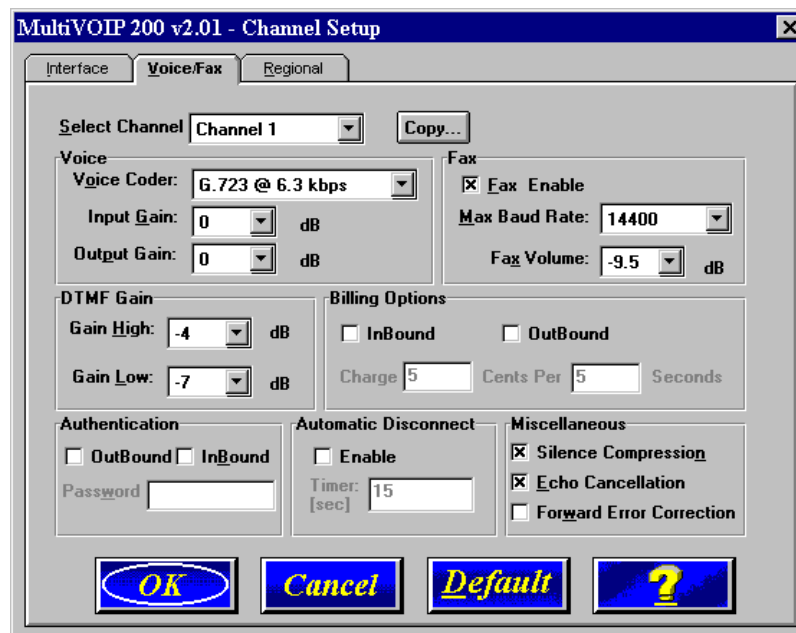 MultiVOIP 200 v2.01 - Channel Setup
Interface
Voice/Fax
Regional
Select Channel Channel 1 Copy...
Voice
Voice Coder: G.723 @ 6.3 kbps
Input Gain: 0 dB
Output Gain: 0 dB
Fax
Fax Enable
Max Baud Rate: 14400
Fax Volume: -9.5 dB
DTMF Gain
Gain High: -4 dB
Gain Low: -7 dB
Billing Options
InBound OutBound
Charge 5 Cents Per 5 Seconds
Authentication
OutBound InBound
Password
Automatic Disconnect
Enable
Timer: 15
[sec]
Miscellaneous
Silence Compression
Echo Cancellation
Forward Error Correction
OK Cancel Default ?